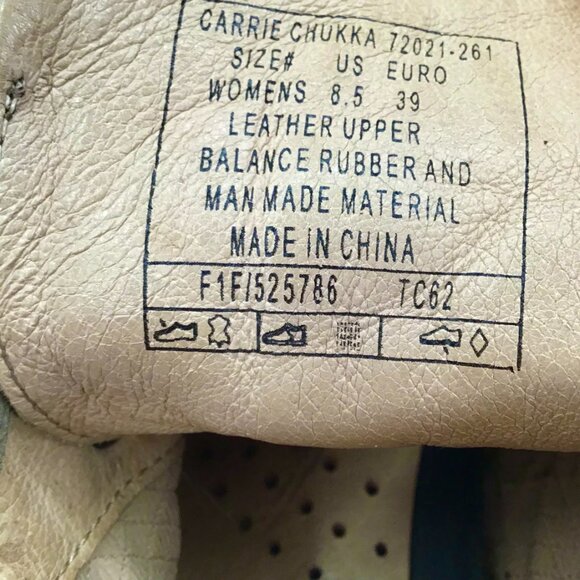 CARRIE CHUKKA 72021-261
SIZE# US EURO
WOMENS 8.5 39
LEATHER UPPER
BALANCE RUBBER AND
MAN MADE MATERIAL
MADE IN CHINA
F1F/525786 TC62